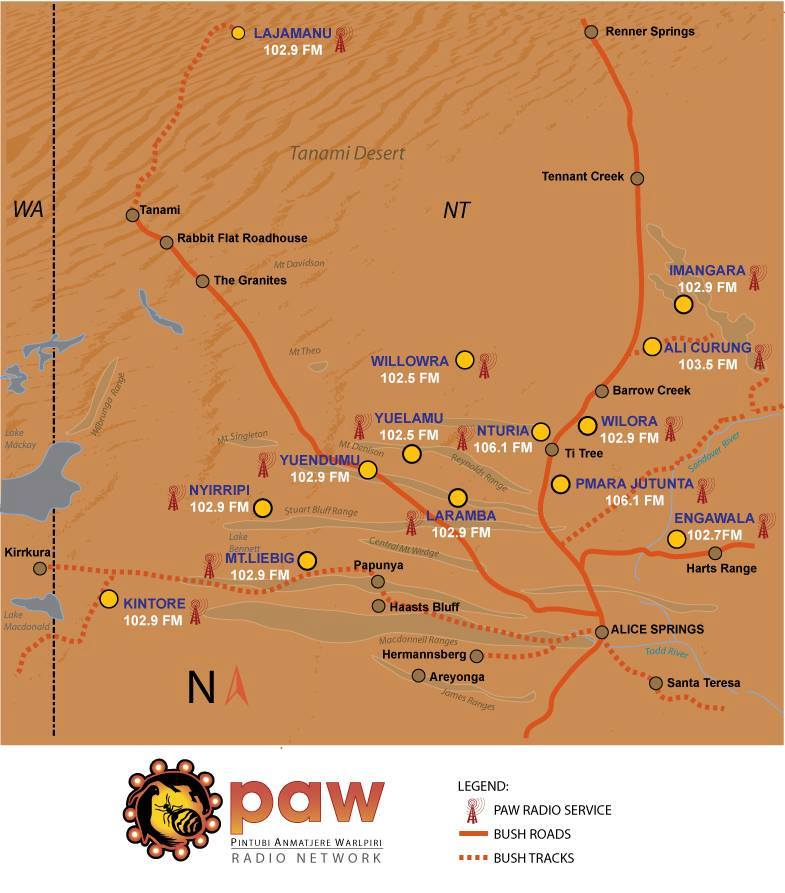 LAJAMANU
102.9 FM
Renner Springs
Tanami Desert
Tennant Creek
WA
Tanami
NT
Rabbit Flat Roadhouse
Mt Davidson
The Granites
IMANGARA
102.9 FM
ALI CURUNG
103.5 FM
Mt Theo
WILLOWRA
102.5 FM
Wilbrunga Range
Barrow Creek
YUELAMU
102.5 FM
NTURIA
106.1 FM
WILORA
102.9 FM
Lake
Mackay
Mt Singleton
Mt Denison
Reynolds Range
Ti Tree
Sandover River
YUENDUMU
102.9 FM
NYIRRIPI
102.9 FM
PMARA JUTUNTA
106.1 FM
Stuart Bluff Range
LARAMBA
102.9 FM
ENGAWALA
102.7FM
Lake
Bennett
Central Mt Wedge
Kirrkura
MT.LIEBIG
102.9 FM
Papunya
Harts Range
KINTORE
102.9 FM
Haasts Bluff
Lake
Macdonald
ALICE SPRINGS
Macdonnell Ranges
Hermannsberg
Todd River
Areyonga
Santa Teresa
James Ranges
N
paw
PINTUBI ANMATJERE WARLPIRI
RADIO NETWORK
LEGEND:
PAW RADIO SERVICE
BUSH ROADS
BUSH TRACKS